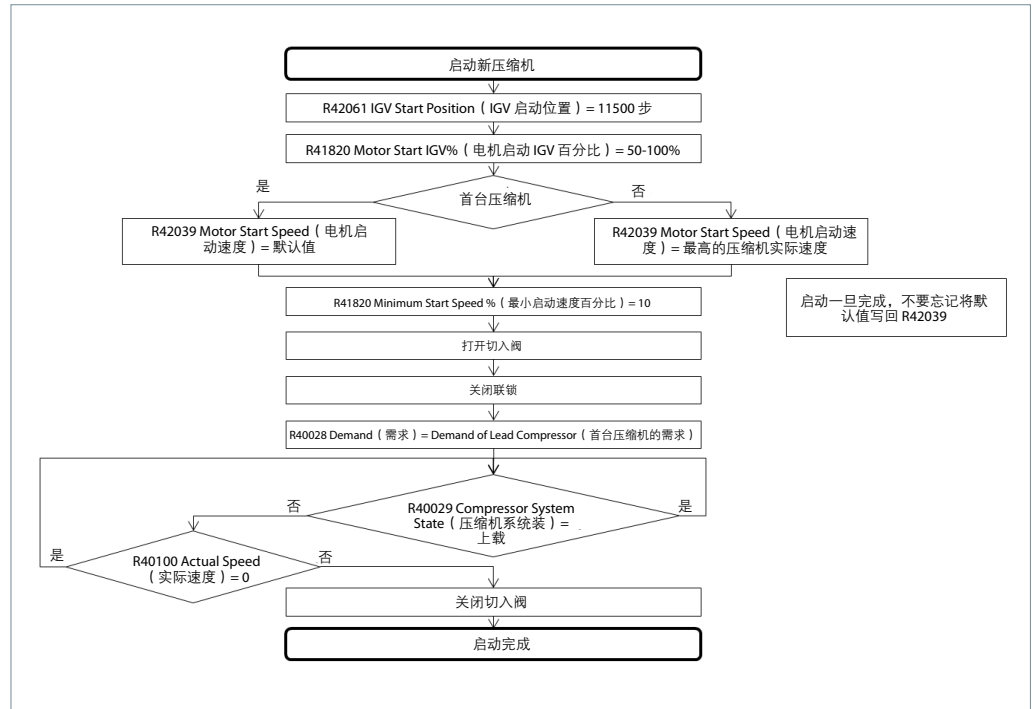 启动新压缩机
R42061 IGV Start Position（IGV 启动位置）= 11500 步
R41820 Motor Start IGV%（电机启动 IGV 百分比）= 50-100%
首台压缩机
是
否
R42039 Motor Start Speed（电机启
动速度）= 默认值
R42039 Motor Start Speed（电机启动速
度）= 最高的压缩机实际速度
R41820 Minimum Start Speed %（最小启动速度百分比）= 10
启动一旦完成，不要忘记将默
认值写回 R42039
打开切入阀
关闭联锁
R40028 Demand（需求）= Demand of Lead Compressor（首台压缩机的需求）
R40029 Compressor System
State（压缩机系统装）=
上载
否
是
R40100 Actual Speed
（实际速度）= 0
是
否
关闭切入阀
启动完成